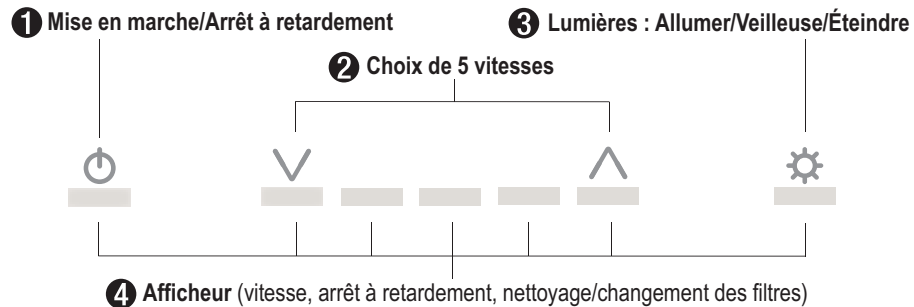 ❶ Mise en marche/Arrêt à retardement
❸ Lumières : Allumer/Veilleuse/Éteindre
❷ Choix de 5 vitesses
❹ Afficheur (vitesse, arrêt à retardement, nettoyage/changement des filtres)